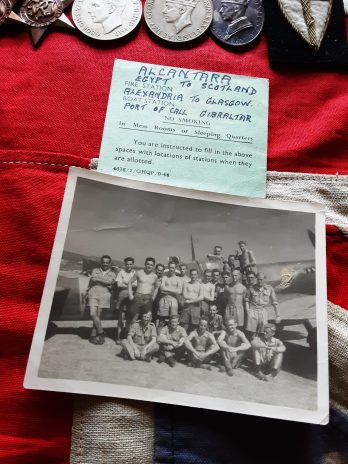 ALCANTARA
EGYPT TO SCOTLAND
FIRE STATION
ALEXANDRIA TO GLASGOW.
BOAT STATION
PORT OF CALL GIBRALTAR
NO SMOKING
in Mess Rooms or Sleeping Quarters
You are instructed to fill in the above
spaces with locations of stations when they
are allotted.